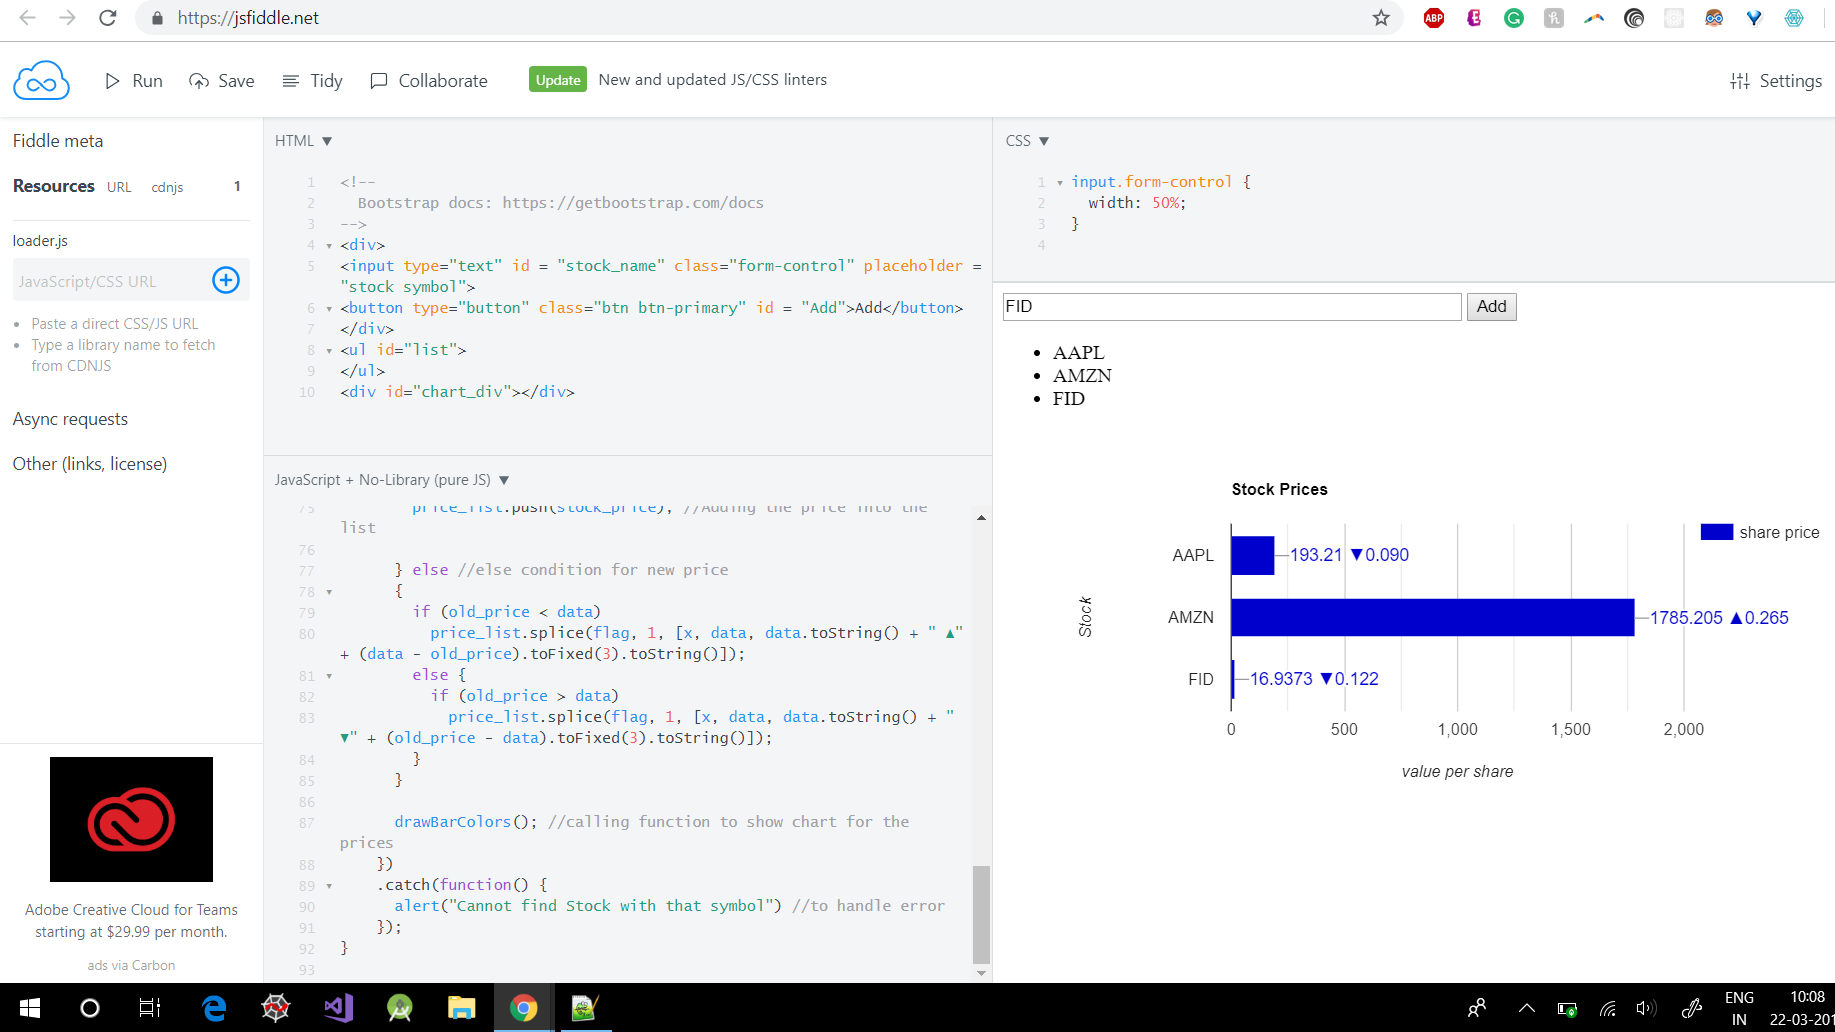 https://jsfiddle.net
ABP
Run
Save
Tidy
Collaborate
Update
New and updated JS/CSS linters
Settings
Fiddle meta
Resources URL cdnjs 1
loader.js
JavaScript/CSS URL
Paste a direct CSS/JS URL
Type a library name to fetch
from CDNJS
Async requests
Other (links, license)
Adobe Creative Cloud for Teams
starting at $29.99 per month.
ads via Carbon
HTML ▼
1 <!--
2 Bootstrap docs: https://getbootstrap.com/docs
3 -->
4 <div>
5 <input type="text" id = "stock_name" class="form-control" placeholder =
"stock symbol">
6 <button type="button" class="btn btn-primary" id = "Add">Add</button>
7 </div>
8 <ul id="list">
9 </ul>
10 <div id="chart_div"></div>
JavaScript + No-Library (pure JS) ▼
75 price_list.push(stock_price); //Adding the price into the
list
76
77 } else //else condition for new price
78 {
79 if (old_price < data)
80 price_list.splice(flag, 1, [x, data, data.toString() + " ▲"
+ (data - old_price).toFixed(3).toString()]);
81 else {
82 if (old_price > data)
83 price_list.splice(flag, 1, [x, data, data.toString() + "
▼" + (old_price - data).toFixed(3).toString()]);
84 }
85 }
86
87 drawBarColors(); //calling function to show chart for the
prices
88 })
89 .catch(function() {
90 alert("Cannot find Stock with that symbol") //to handle error
91 });
92 }
93
CSS ▼
1 input.form-control {
2 width: 50%;
3 }
4
FID
Add
AAPL
AMZN
FID
Stock Prices
share price
AAPL 193.21 ▼0.090
AMZN 1785.205 ▲0.265
FID 16.9373 ▼0.122
Stock
0 500 1,000 1,500 2,000
value per share
ENG
IN
10:08
22-03-201